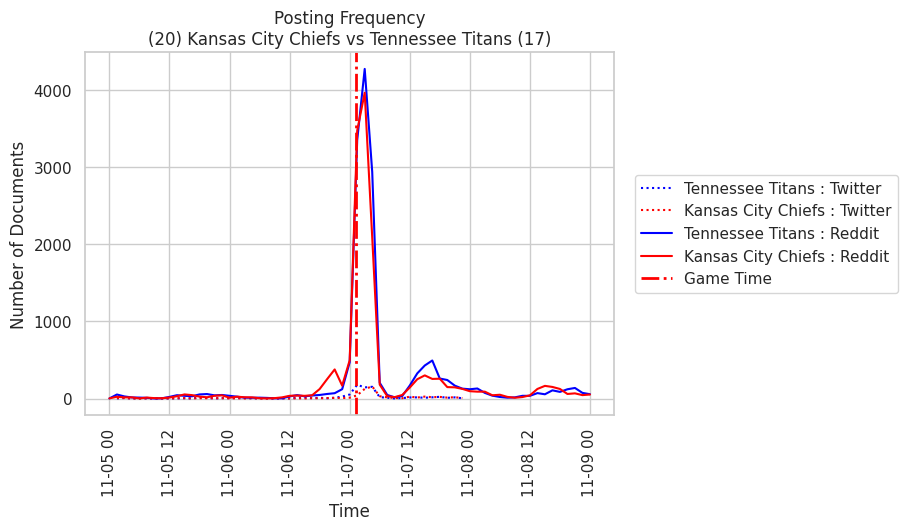 Posting Frequency
(20) Kansas City Chiefs vs Tennessee Titans (17)
Number of Documents
4000
3000
2000
1000
0
11-05 00
11-05 12
11-06 00
11-06 12
11-07 00
11-07 12
11-08 00
11-08 12
11-09 00
Time
Tennessee Titans : Twitter
Kansas City Chiefs : Twitter
Tennessee Titans : Reddit
Kansas City Chiefs : Reddit
Game Time